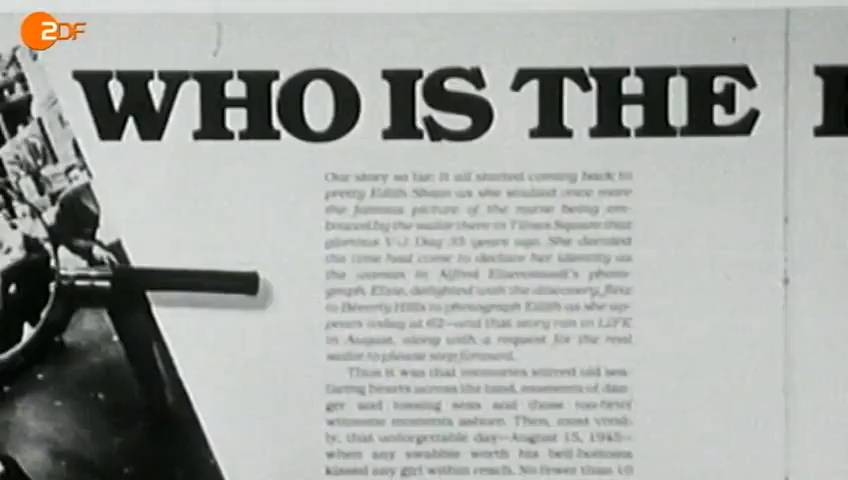 ZDF
WHO IS THE
Our story so far: it all started coming back to
pretty Edith Shain as she studied once more
the famous picture of the nurse being em-
braced by the sailor there in Times Square that
glorious V-J Day 35 years ago. She decided
the time had come to declare her identity as
the woman in Alfred Eisenstaedt's photo-
graph. Eisie, delighted with the discovery, flew
to Beverly Hills to photograph Edith as she ap-
pears today at 62—and that story ran in LIFE
in August, along with a request for the real
sailor to please step forward.
Thus it was that memories stirred old sea-
faring hearts across the land, moments of dan-
ger and tossing seas and those too-brief
winsome moments ashore. Then, most vivid-
ly, that unforgettable day—August 15, 1945—
when any swabbie worth his bell-bottoms
kissed any girl within reach. No fewer than 10